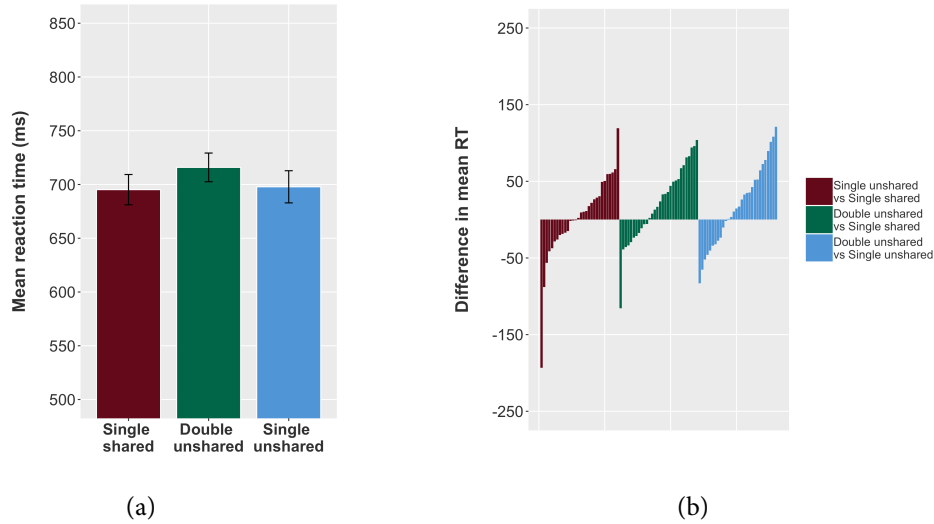 Mean reaction time (ms)
850
800
750
700
650
600
550
500
Single
shared
Double
unshared
Single
unshared
(a)
Difference in mean RT
250
150
50
-50
-150
-250
Single unshared
vs Single shared
Double unshared
vs Single shared
Double unshared
vs Single unshared
(b)